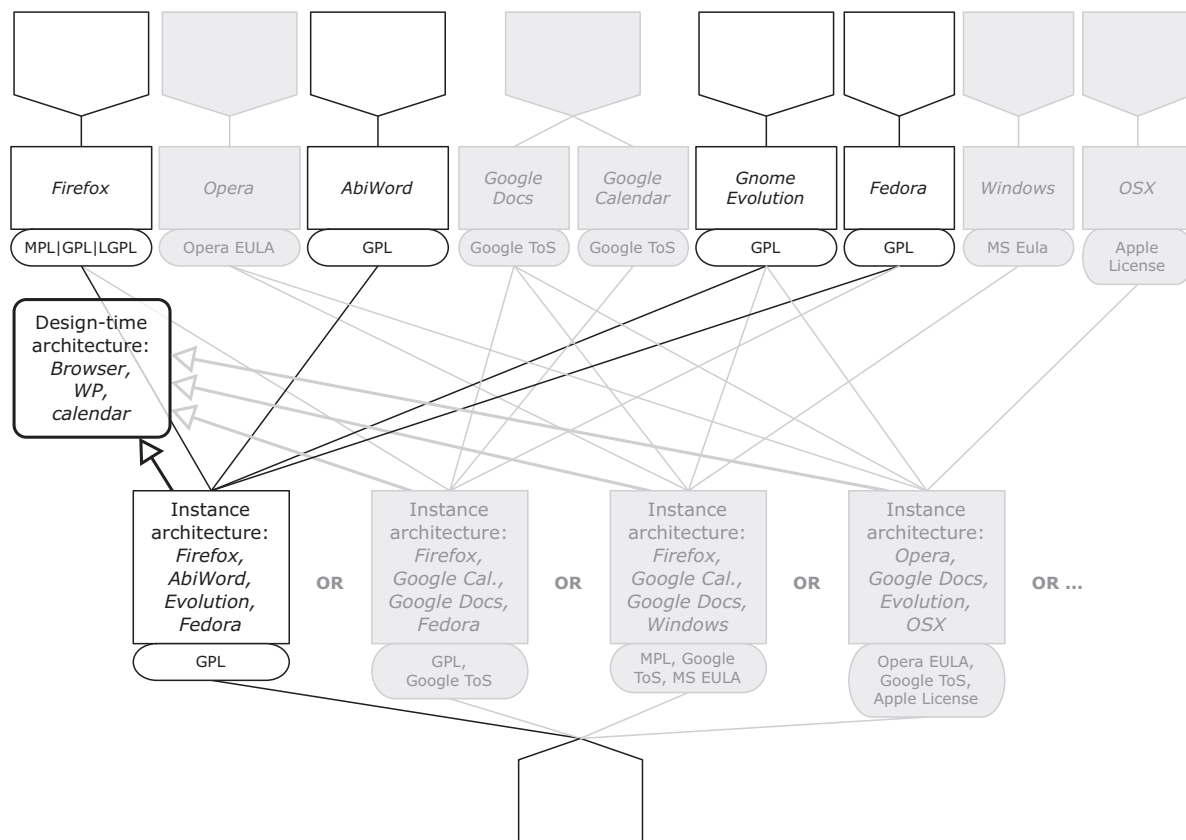 Firefox
Opera
AbiWord
Google
Docs
Google
Calendar
Gnome
Evolution
Fedora
Windows
OSX
MPL|GPL|LGPL
Opera EULA
GPL
Google ToS
Google ToS
GPL
GPL
MS Eula
Apple
License
Design-time
architecture:
Browser,
WP,
calendar
Instance
architecture:
Firefox,
AbiWord,
Evolution,
Fedora
GPL
OR
Instance
architecture:
Firefox,
Google Cal.,
Google Docs,
Fedora
GPL,
Google ToS
OR
Instance
architecture:
Firefox,
Google Cal.,
Google Docs,
Windows
MPL, Google
ToS, MS EULA
OR
Instance
architecture:
Opera,
Google Docs,
Evolution,
OSX
Opera EULA,
Google ToS,
Apple License
OR ...